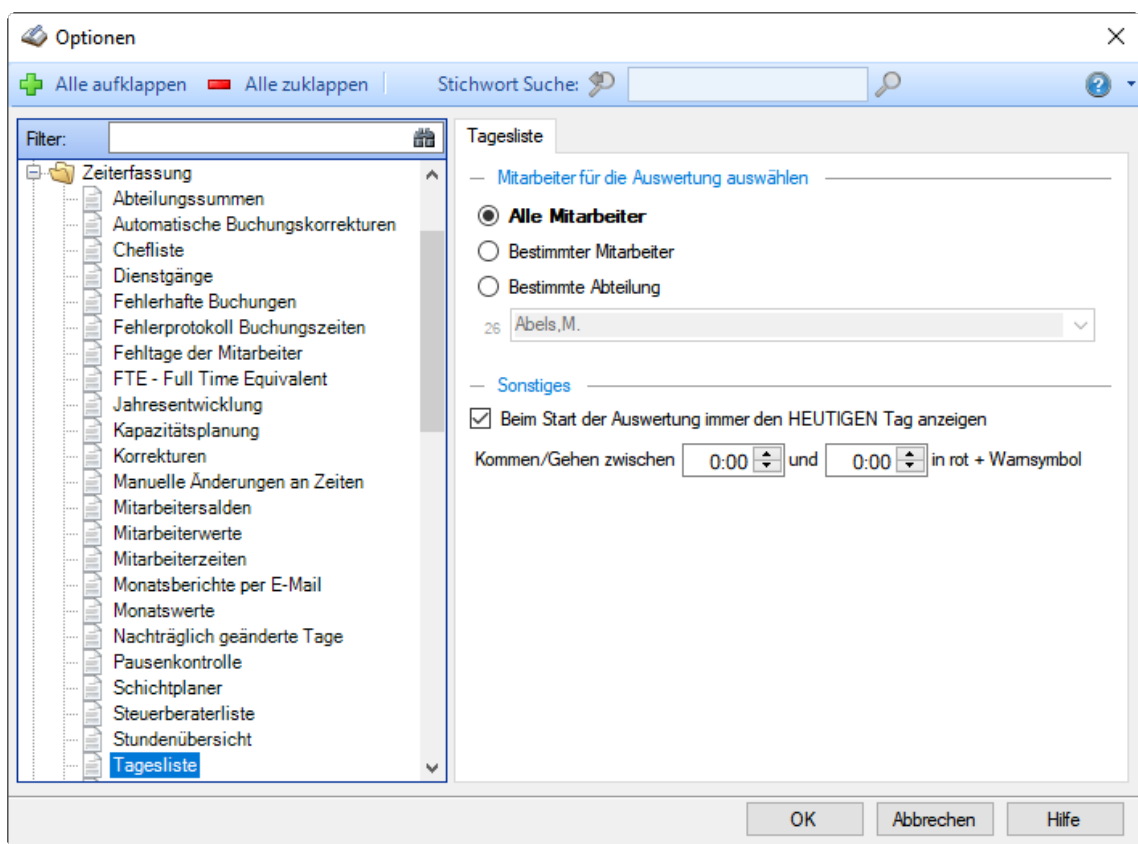 Optionen
Alle aufklappen Alle zuklappen Stichwort Suche:
Filter:
Zeiterfassung
Abteilungssummen
Automatische Buchungskorrekturen
Chefliste
Dienstgänge
Fehlerhafte Buchungen
Fehlerprotokoll Buchungszeiten
Fehltage der Mitarbeiter
FTE - Full Time Equivalent
Jahresentwicklung
Kapazitätsplanung
Korrekturen
Manuelle Änderungen an Zeiten
Mitarbeitersalden
Mitarbeiterwerte
Mitarbeiterzeiten
Monatsberichte per E-Mail
Monatswerte
Nachträglich geänderte Tage
Pausenkontrolle
Schichtplaner
Steuerberaterliste
Stundenübersicht
Tagesliste
Tagesliste
Mitarbeiter für die Auswertung auswählen
Alle Mitarbeiter
Bestimmter Mitarbeiter
Bestimmte Abteilung
26 Abels,M.
Sonstiges
Beim Start der Auswertung immer den HEUTIGEN Tag anzeigen
Kommen/Gehen zwischen 0:00 und 0:00 in rot + Warnsymbol
OK Abbrechen Hilfe